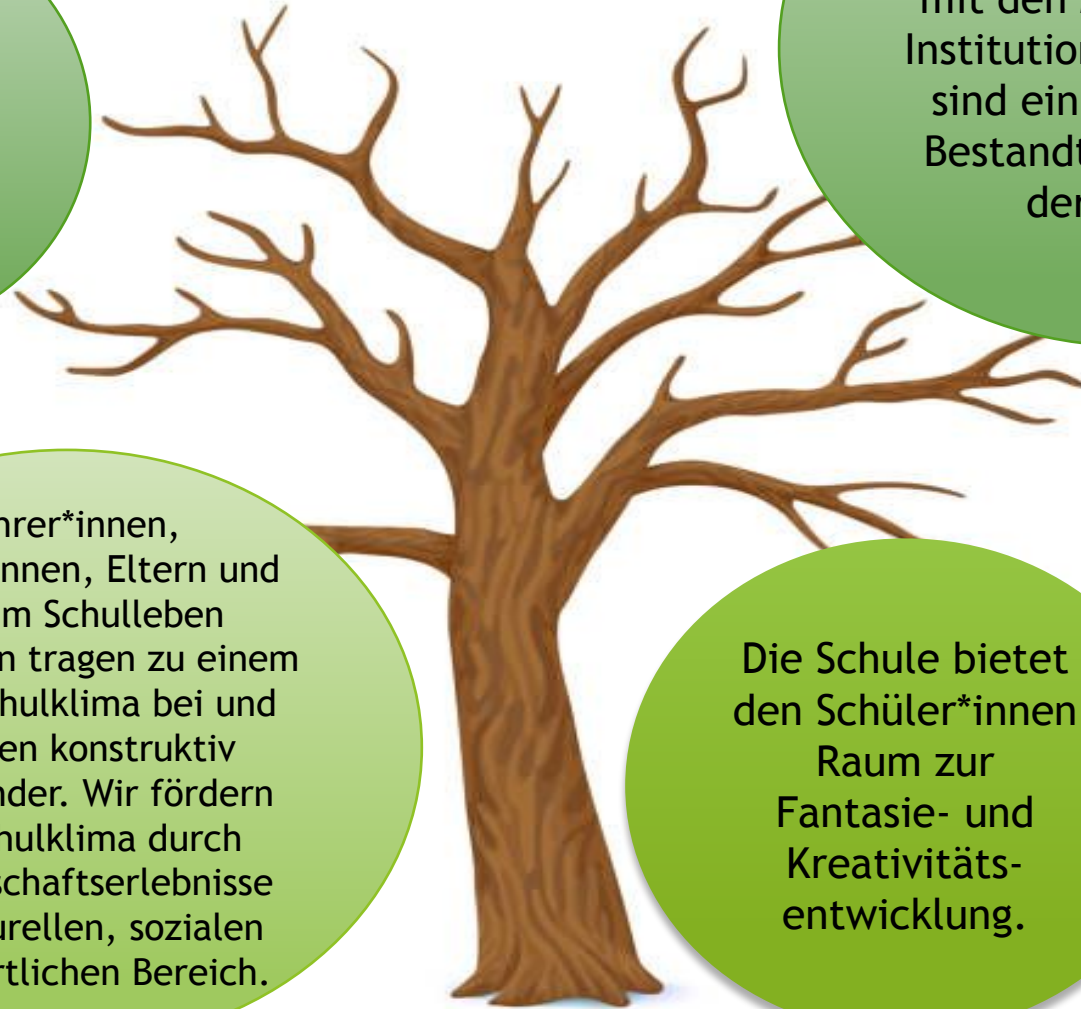 mit den
Institution
sind ein
Bestandt
der
hrer*innen,
innen, Eltern und
m Schulleben
n tragen zu einem
hulklima bei und
en konstruktiv
nder. Wir fördern
hulklima durch
schaftserlebnisse
urellen, sozialen
rtlichen Bereich.
Die Schule bietet
den Schüler*innen
Raum zur
Fantasie- und
Kreativitäts-
entwicklung.